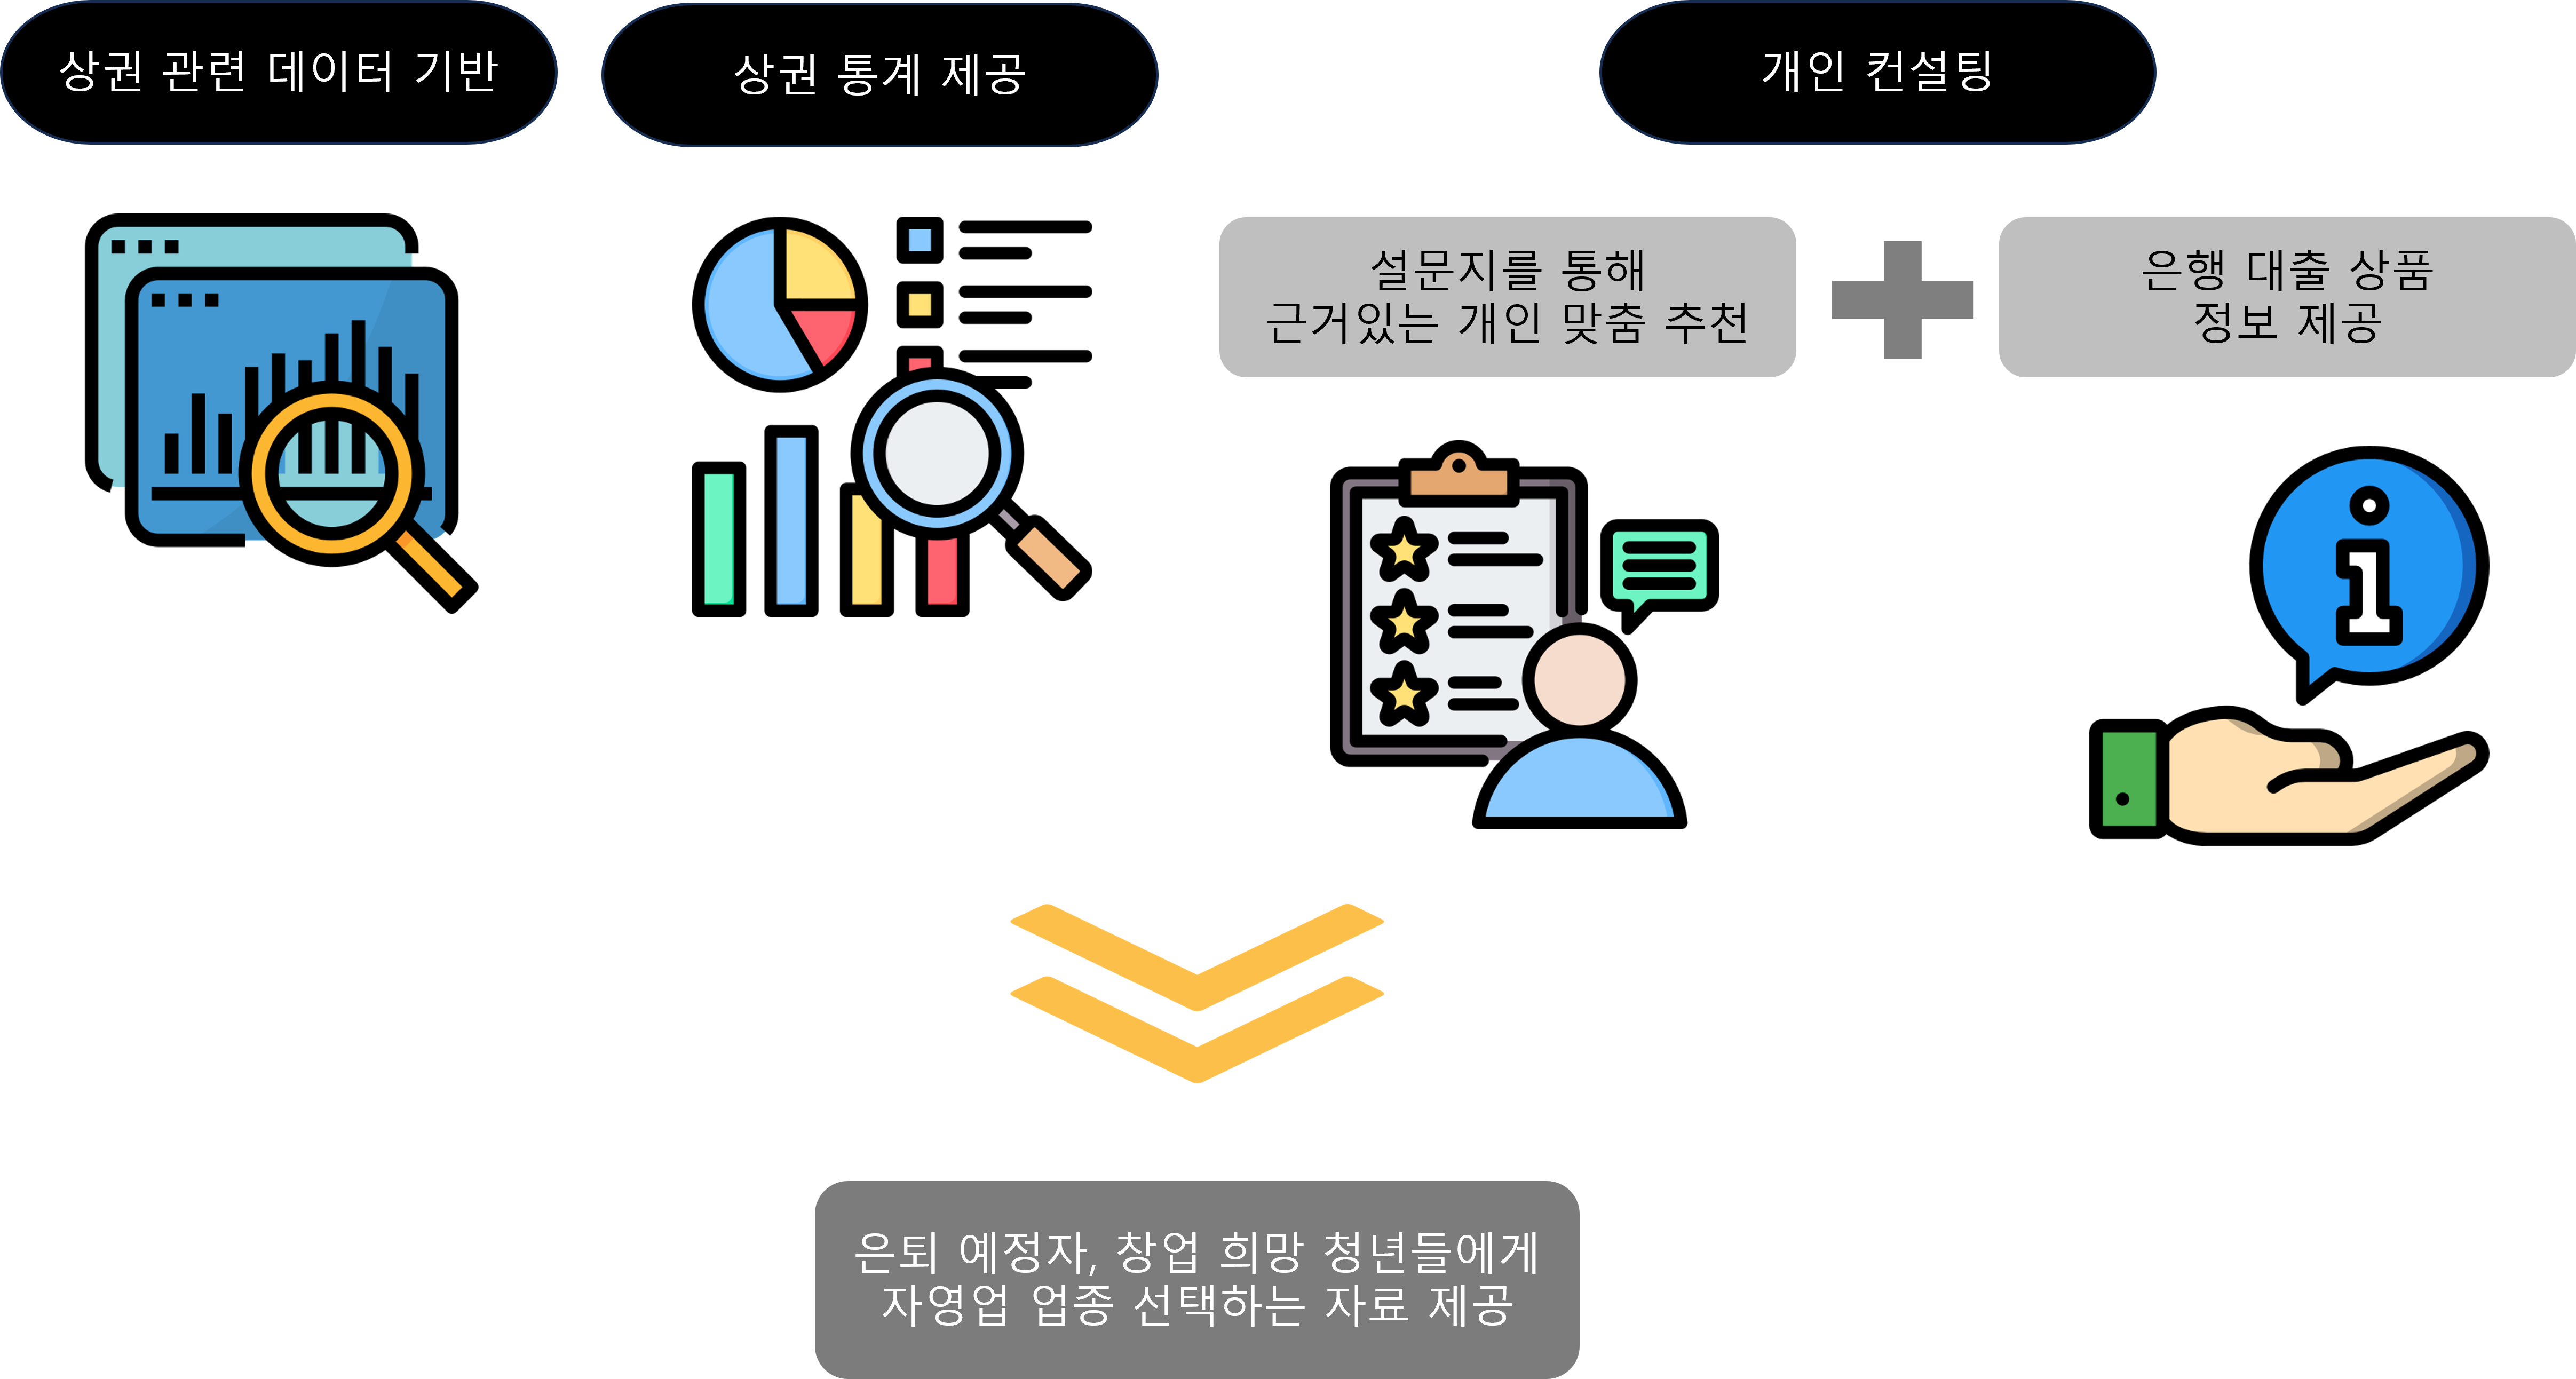 상권 관련 데이터 기반
상권 통계 제공
개인 컨설팅
설문지를 통해
근거있는 개인 맞춤 추천
은행 대출 상품
정보 제공
은퇴 예정자, 창업 희망 청년들에게
자영업 업종 선택하는 자료 제공